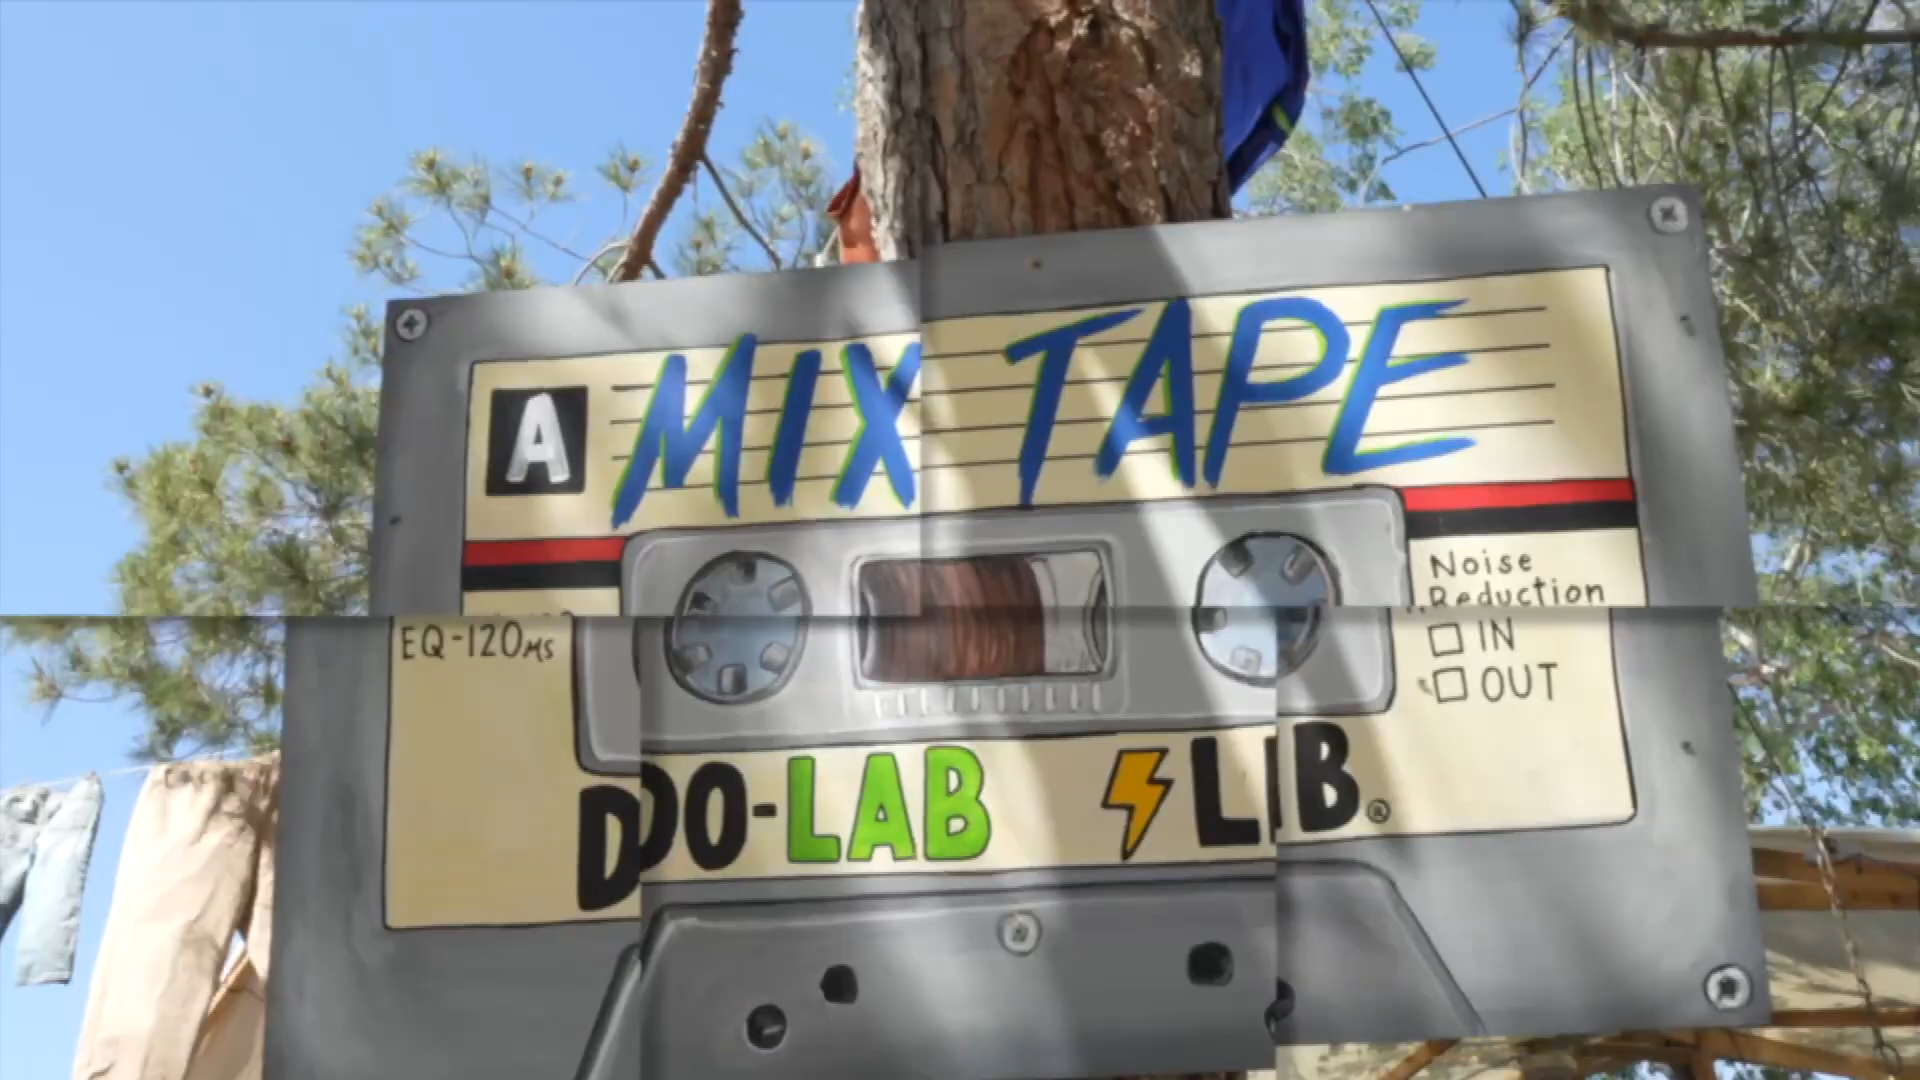 A MIX TAPE
Noise
Reduction
EQ-120MS
IN
OUT
DO-LAB LIB®